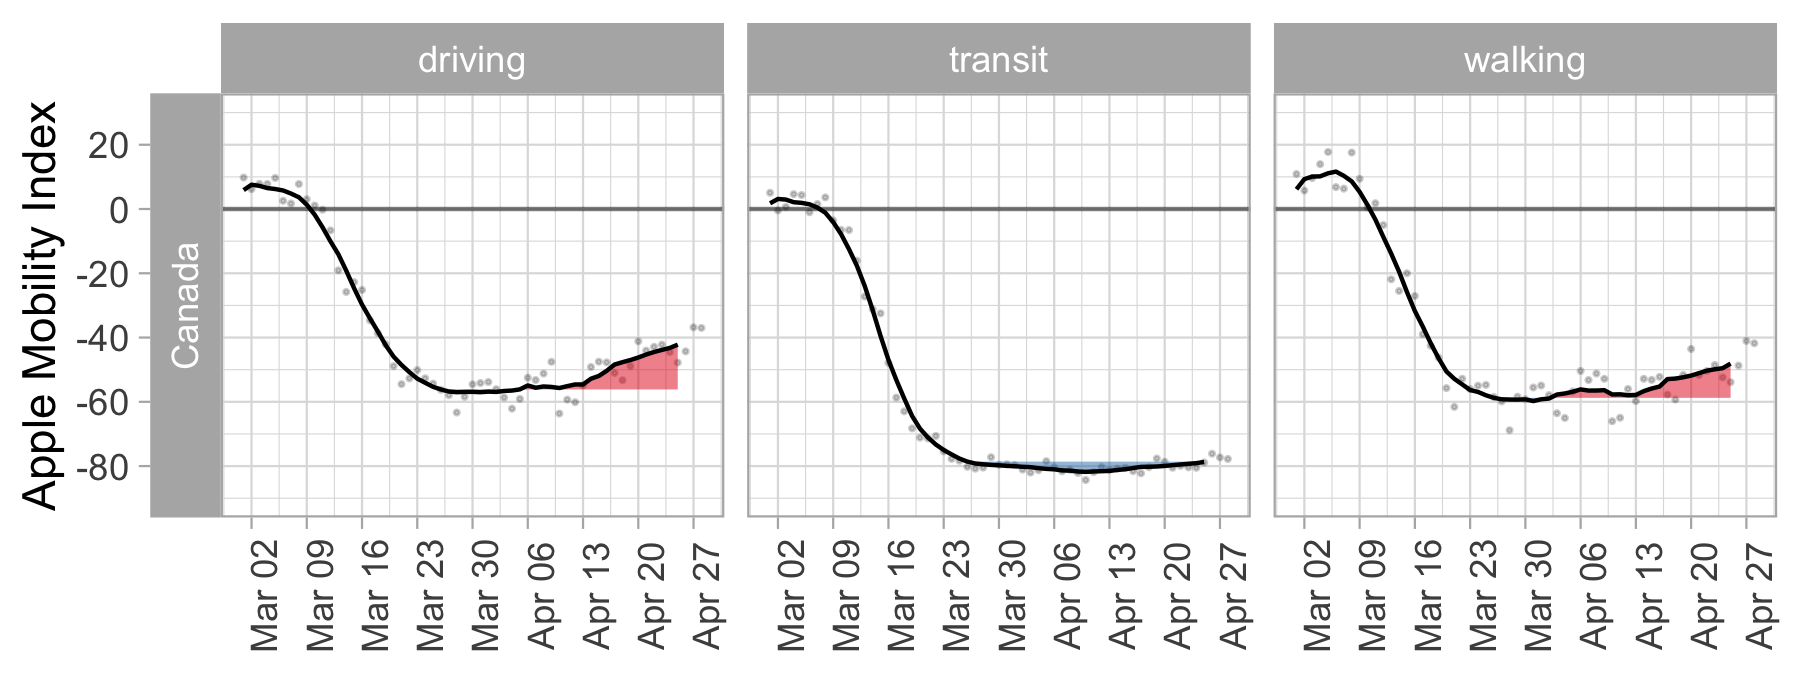 driving
transit
walking
Apple Mobility Index
Canada
20
0
-20
-40
-60
-80
Mar 02
Mar 09
Mar 16
Mar 23
Mar 30
Apr 06
Apr 13
Apr 20
Apr 27
Mar 02
Mar 09
Mar 16
Mar 23
Mar 30
Apr 06
Apr 13
Apr 20
Apr 27
Mar 02
Mar 09
Mar 16
Mar 23
Mar 30
Apr 06
Apr 13
Apr 20
Apr 27